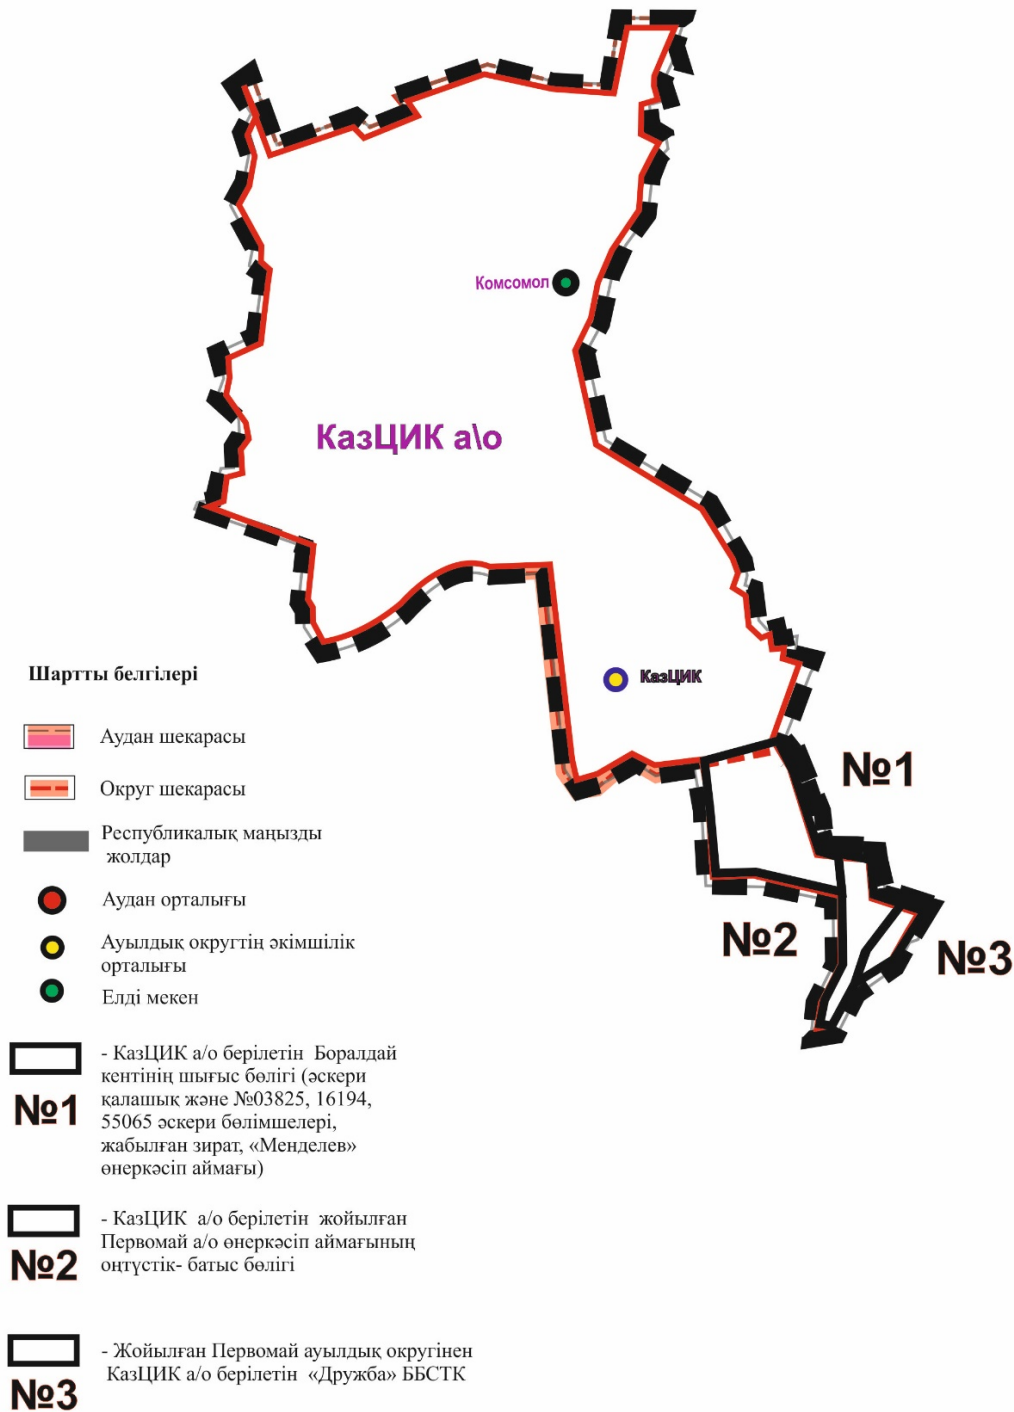 Комсомол
КазЦИК а\о
КазЦИК
№1
№2
№3
Шартты белгілері
Аудан шекарасы
Округ шекарасы
Республикалық маңызды
жолдар
Аудан орталығы
Ауылдық округтің әкімшілік
орталығы
Елді мекен
№1
- КазЦИК а/о берілетін Боралдай
кентінің шығыс бөлігі (әскери
қалашық және №03825, 16194,
55065 әскери бөлімшелері,
жабылған зират, «Менделев»
өнеркәсіп аймағы)
№2
- КазЦИК а/о берілетін жойылған
Первомай а/о өнеркәсіп аймағының
оңтүстік- батыс бөлігі
№3
- Жойылған Первомай ауылдық округінен
КазЦИК а/о берілетін «Дружба» ББСТК